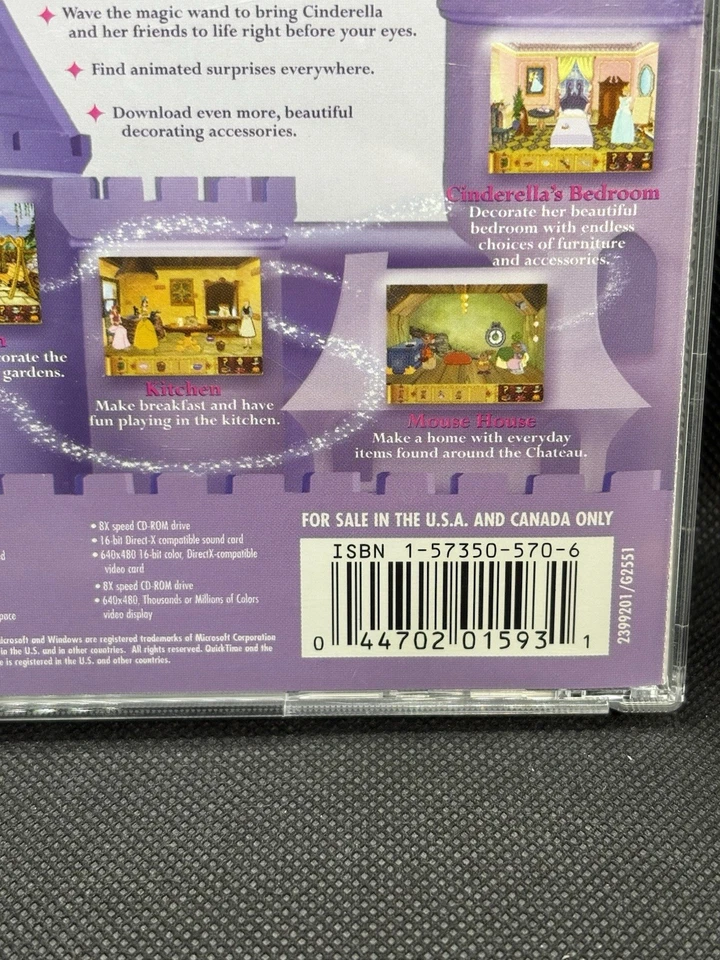 Wave the magic wand to bring Cinderella
and her friends to life right before your eyes.
Find animated surprises everywhere.
Download even more, beautiful
decorating accessories.
Cinderella's Bedroom
Decorate her beautiful
bedroom with endless
choices of furniture
and accessories.
orate the
gardens.
Kitchen
Make breakfast and have
fun playing in the kitchen.
Mouse House
Make a home with everyday
items found around the Chateau.
• 8X speed CD-ROM drive
• 16-bit Direct-X compatible sound card
• 640x480 16-bit color, DirectX-compatible
video card
• 8X speed CD-ROM drive
• 640x480, Thousands or Millions of Colors
video display
pace
icrosoft and Windows are registered trademarks of Microsoft Corporation
in the U.S. and in other countries. All rights reserved. QuickTime and the
e is registered in the U.S. and other countries.
FOR SALE IN THE U.S.A. AND CANADA ONLY
ISBN 1-57350-570-6
0 44702 01593 1
2399201/G2551